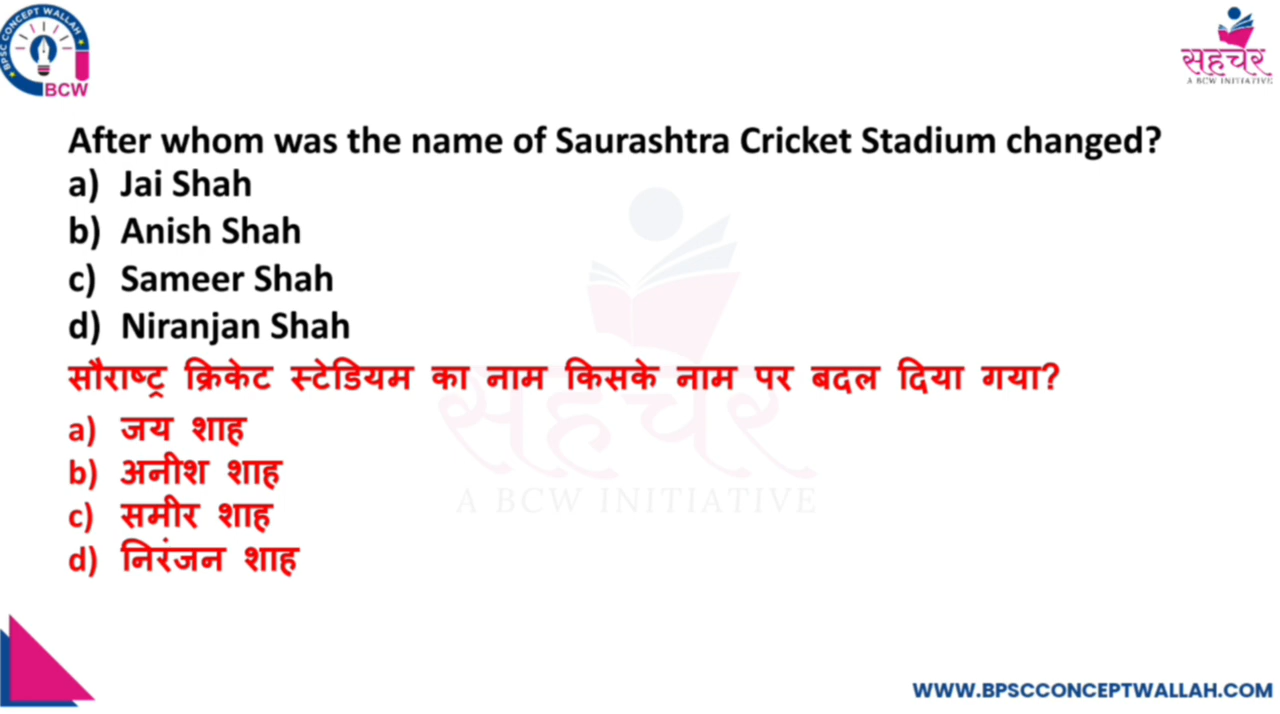 BPSC CONCEPT WALLAH
BCW
सहचर
A BCW INITIATIVE
After whom was the name of Saurashtra Cricket Stadium changed?
a) Jai Shah
b) Anish Shah
c) Sameer Shah
d) Niranjan Shah
सौराष्ट्र क्रिकेट स्टेडियम का नाम किसके नाम पर बदल दिया गया?
a) जय शाह
b) अनीश शाह
c) समीर शाह
d) निरंजन शाह
सहचर
A BCW INITIATIVE
WWW.BPSCCONCEPTWALLAH.COM